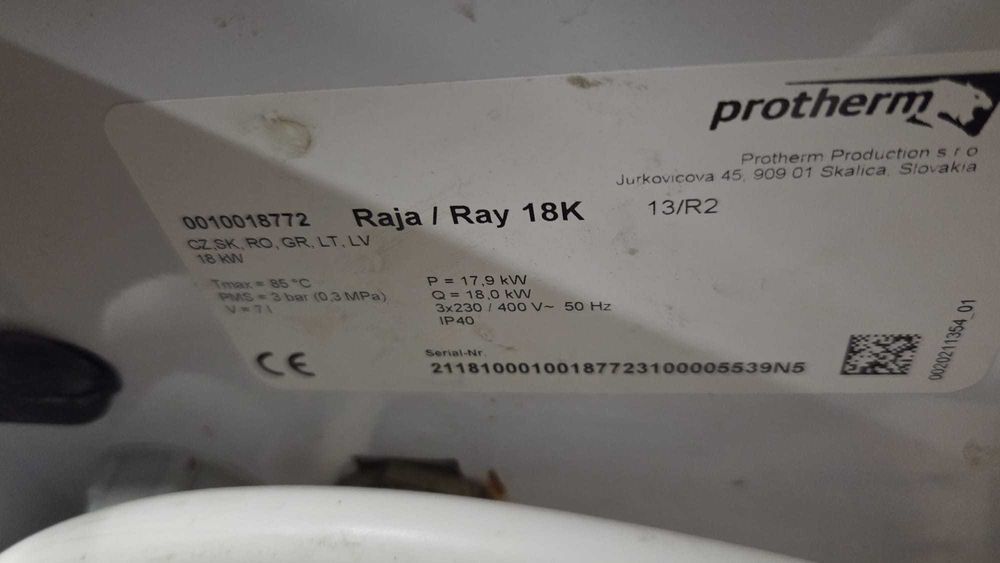 protherm
Protherm Production s r o
Jurkovicova 45, 909 01 Skalica, Slovakia
0010018772 Raja / Ray 18K 13/R2
CZ,SK, RO, GR, LT, LV
18 kW
Tmax = 85 °C
PMS = 3 bar (0,3 MPa)
V = 7 l
P = 17,9 kW
Q = 18,0 kW
3x230 / 400 V~ 50 Hz
IP40
CE
Serial-Nr.
21181000100187723100005539N5
0020211354_01